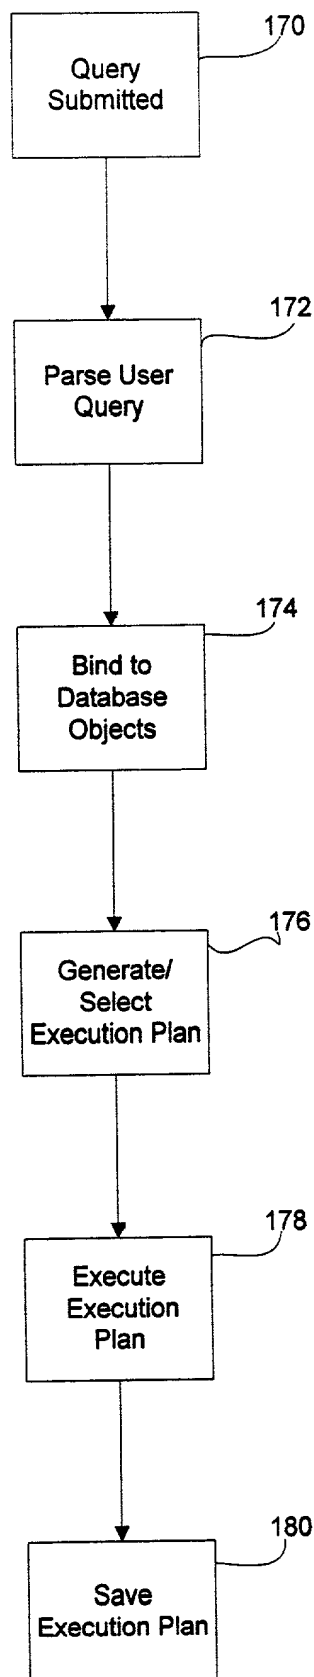 170
Query
Submitted
172
Parse User
Query
174
Bind to
Database
Objects
176
Generate/
Select
Execution Plan
178
Execute
Execution
Plan
180
Save
Execution Plan